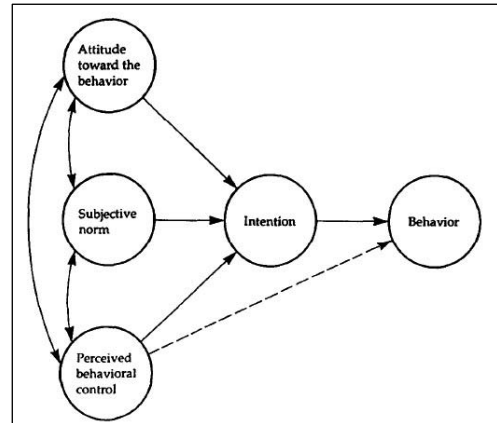 Attitude
toward the
behavior
Subjective
norm
Intention
Behavior
Perceived
behavioral
control